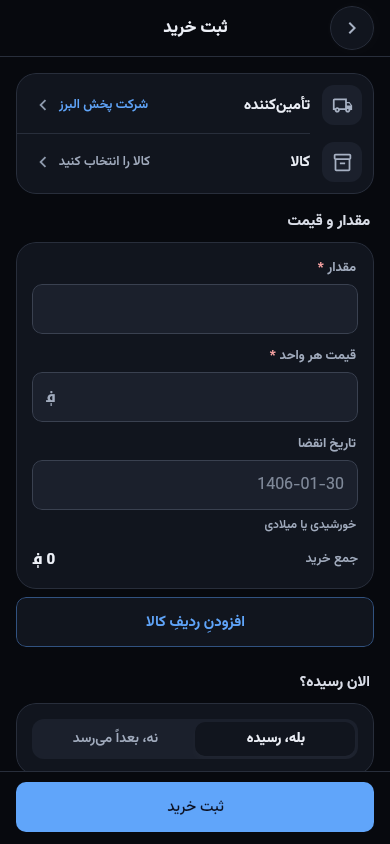 ثبت خرید
تأمین‌کننده
شرکت پخش البرز
کالا
کالا را انتخاب کنید
مقدار و قیمت
مقدار *
قیمت هر واحد *
؋
تاریخ انقضا
1406-01-30
خورشیدی یا میلادی
جمع خرید
0 ؋
افزودنِ ردیفِ کالا
الان رسیده؟
بله، رسیده
نه، بعداً می‌رسد
ثبت خرید